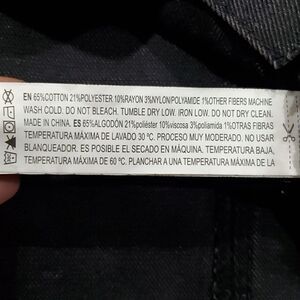 EN 65%COTTON 21%POLYESTER 10%RAYON 3%NYLON/POLYAMIDE 1%OTHER FIBERS MACHINE
WASH COLD. DO NOT BLEACH. TUMBLE DRY LOW. IRON LOW. DO NOT DRY CLEAN.
MADE IN CHINA. ES 65%ALGODÓN 21%poliéster 10%viscosa 3%poliamida 1%OTRAS FIBRAS
TEMPERATURA MÁXIMA DE LAVADO 30 ºC. PROCESO MUY MODERADO. NO USAR
BLANQUEADOR. ES POSIBLE EL SECADO EN MÁQUINA. TEMPERATURA BAJA,
TEMPERATURA MÁXIMA DE 60 ºC. PLANCHAR A UNA TEMPERATURA MÁXIMA DE LA